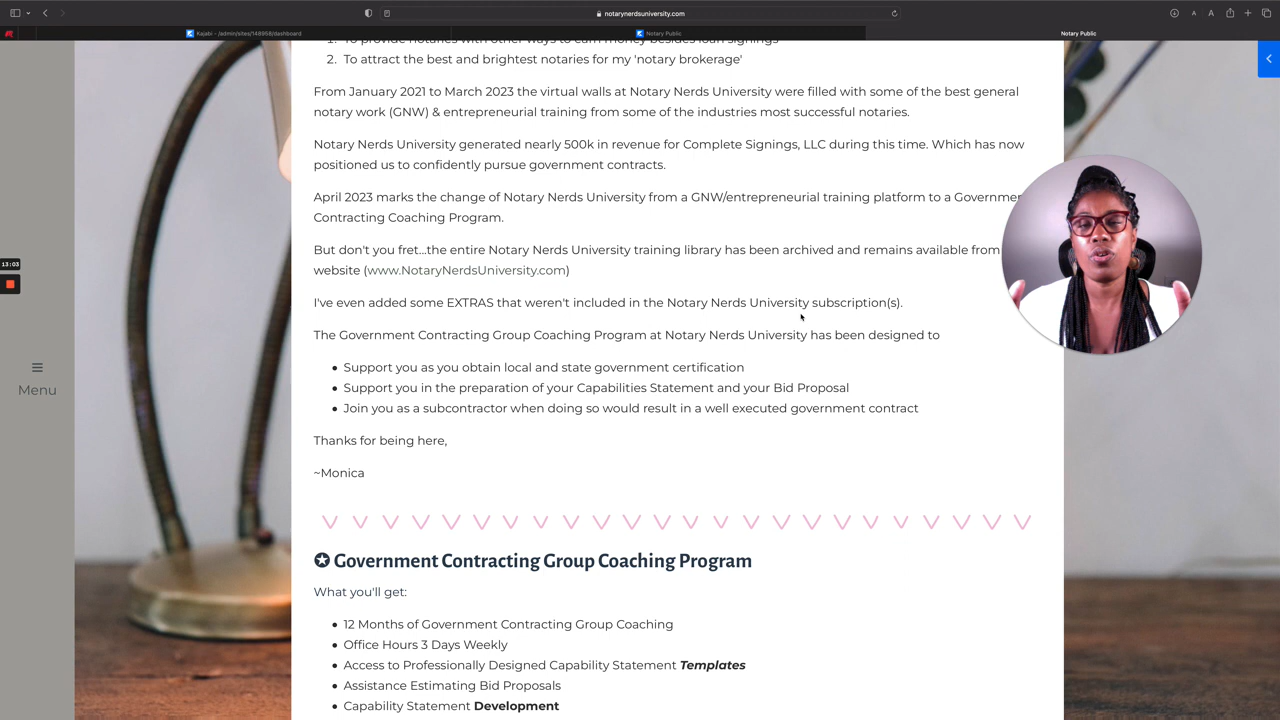 notarynerdsuniversity.com
Kajabi - /admin/sites/148958/dashboard
Notary Public
Notary Public
1. To provide notaries with other ways to earn money besides loan signings
2. To attract the best and brightest notaries for my 'notary brokerage'
From January 2021 to March 2023 the virtual walls at Notary Nerds University were filled with some of the best general
notary work (GNW) & entrepreneurial training from some of the industries most successful notaries.
Notary Nerds University generated nearly 500k in revenue for Complete Signings, LLC during this time. Which has now
positioned us to confidently pursue government contracts.
April 2023 marks the change of Notary Nerds University from a GNW/entrepreneurial training platform to a
Contracting Coaching Program.
13:03
But don't you fret...the entire Notary Nerds University training library has been archived and remains available from
website (www.NotaryNerdsUniversity.com)
I've even added some EXTRAS that weren't included in the Notary Nerds University subscription(s).
The Government Contracting Group Coaching Program at Notary Nerds University has been designed to
Menu
• Support you as you obtain local and state government certification
• Support you in the preparation of your Capabilities Statement and your Bid Proposal
• Join you as a subcontractor when doing so would result in a well executed government contract
Thanks for being here,
~Monica
✪ Government Contracting Group Coaching Program
What you'll get:
• 12 Months of Government Contracting Group Coaching
• Office Hours 3 Days Weekly
• Access to Professionally Designed Capability Statement Templates
• Assistance Estimating Bid Proposals
• Capability Statement Development